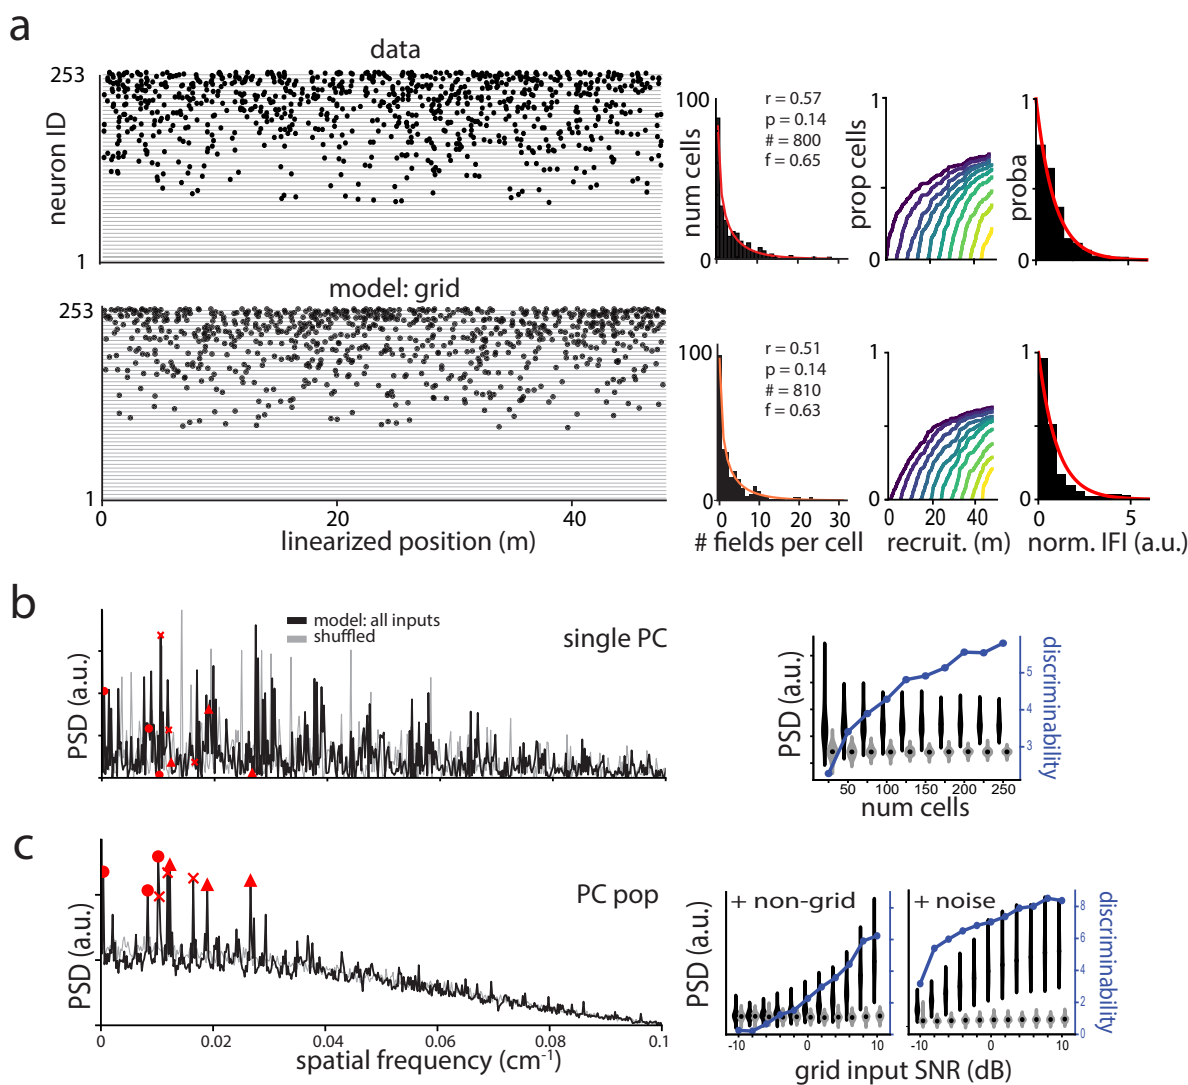 a
data
253
neuron ID
1
100
num cells
0
r = 0.57
p = 0.14
# = 800
f = 0.65
1
prop cells
0
1
proba
0
model: grid
253
1
0
20
40
linearized position (m)
100
0
r = 0.51
p = 0.14
# = 810
f = 0.63
0 10 20 30
# fields per cell
1
0
0 20 40
recruit. (m)
1
0
0 5
norm. IFI (a.u.)
b
PSD (a.u.)
model: all inputs
shuffled
single PC
PSD (a.u.)
50 100 150 200 250
num cells
5
4
3
discriminability
c
PSD (a.u.)
PC pop
0 0.02 0.04 0.06 0.08 0.1
spatial frequency (cm-1)
PSD (a.u.)
+ non-grid
-10 0 10
+ noise
-10 0 10
8
6
4
2
0
discriminability
grid input SNR (dB)